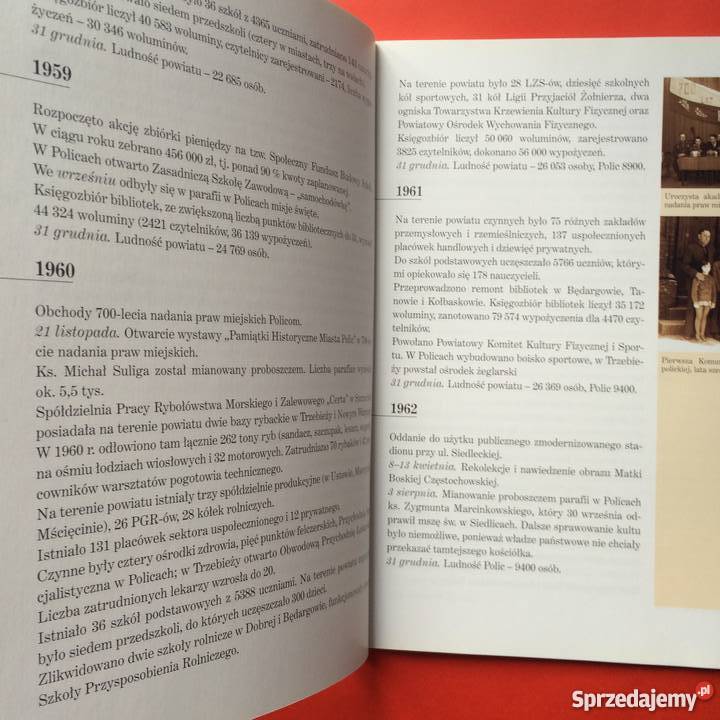 było 36 szkół z 4365 uczniami, zatrudniano
siedem przedszkoli (cztery w miastach, trzy na
zbiór liczył 40 583 woluminy, czytelnicy zarejestrowani – 2174,
życzeń – 30 346 woluminów.
31 grudnia. Ludność powiatu – 22 685 osób.
1959
Rozpoczęto akcję zbiórki pieniędzy na tzw. Społeczny Fundusz Budowy
W ciągu roku zebrano 456 000 zł, tj. ponad 90 % kwoty zaplanowanej.
W Policach otwarto Zasadniczą Szkołę Zawodową – „samochodówkę”.
We wrześniu odbyły się w parafii w Policach misje święte.
Księgozbiór bibliotek, ze zwiększoną liczbą punktów bibliotecznych do
44 324 woluminy (2421 czytelników, 36 139 wypożyczeń).
31 grudnia. Ludność powiatu – 24 769 osób.
1960
Obchody 700-lecia nadania praw miejskich Policom.
21 listopada. Otwarcie wystawy „Pamiątki Historyczne Miasta Polic” w
cie nadania praw miejskich.
Ks. Michał Suliga został mianowany proboszczem. Liczba parafian
ok. 5,5 tys.
Spółdzielnia Pracy Rybołówstwa Morskiego i Zalewowego „Certa” w
posiadała na terenie powiatu dwie bazy rybackie w Trzebieży i Nowym
W 1960 r. odłowiono tam łącznie 262 tony ryb (sandacz, szczupak, leszcz,
na ośmiu łodziach wiosłowych i 32 motorowych. Zatrudniano 70 rybaków i
cowników warsztatów pogotowia technicznego.
Na terenie powiatu istniały trzy spółdzielnie produkcyjne (w Ustowie,
Mścięcinie), 26 PGR-ów, 28 kółek rolniczych.
Istniało 131 placówek sektora uspołecznionego i 12 prywatnego.
Czynne były cztery ośrodki zdrowia, pięć punktów felczerskich, Przychodnię
cjalistyczna w Policach; w Trzebieży otwarto Obwodową Przychodnię
Liczba zatrudnionych lekarzy wzrosła do 20.
Istniało 36 szkół podstawowych z 5388 uczniami. Na terenie powiatu
było siedem przedszkoli, do których uczęszczało 300 dzieci.
Zlikwidowano dwie szkoły rolnicze w Dobrej i Będargowie,
Szkoły Przysposobienia Rolniczego.
Na terenie powiatu było 28 LZS-ów, dziesięć szkolnych
kół sportowych, 31 kół Ligii Przyjaciół Żołnierza, dwa
ogniska Towarzystwa Krzewienia Kultury Fizycznej oraz
Powiatowy Ośrodek Wychowania Fizycznego.
Księgozbiór liczył 50 060 woluminów, zarejestrowano
3825 czytelników, dokonano 56 000 wypożyczeń.
31 grudnia. Ludność powiatu – 26 053 osoby, Polic 8900.
1961
Na terenie powiatu czynnych było 75 różnych zakładów
przemysłowych i rzemieślniczych, 137 uspołecznionych
placówek handlowych i dziewięć prywatnych.
Do szkół podstawowych uczęszczało 5766 uczniów, który-
mi opiekowało się 178 nauczycieli.
Przeprowadzono remont bibliotek w Będargowie, Ta-
nowie i Kołbaskowie. Księgozbiór bibliotek liczył 35 172
woluminy, zanotowano 79 574 wypożyczenia dla 4470 czy-
telników.
Powołano Powiatowy Komitet Kultury Fizycznej i Spor-
tu. W Policach wybudowano boisko sportowe, w Trzebie-
ży powstał ośrodek żeglarski
31 grudnia. Ludność powiatu – 26 369 osób, Polic 9400.
1962
Oddanie do użytku publicznego zmodernizowanego sta-
dionu przy ul. Siedleckiej.
8–13 kwietnia. Rekolekcje i nawiedzenie obrazu Matki
Boskiej Częstochowskiej.
3 sierpnia. Mianowanie proboszczem parafii w Policach
ks. Zygmunta Marcinkowskiego, który 30 września od-
prawił mszę św. w Siedlicach. Dalsze sprawowanie kultu
było niemożliwe, ponieważ władze państwowe nie chciały
przekazać tamtejszego kościółka.
31 grudnia. Ludność Polic – 9400 osób.
700
Uroczysta akad
nadania praw mi
Pierwsza Komu
polickiej, lata sze
Sprzedajemy.pl